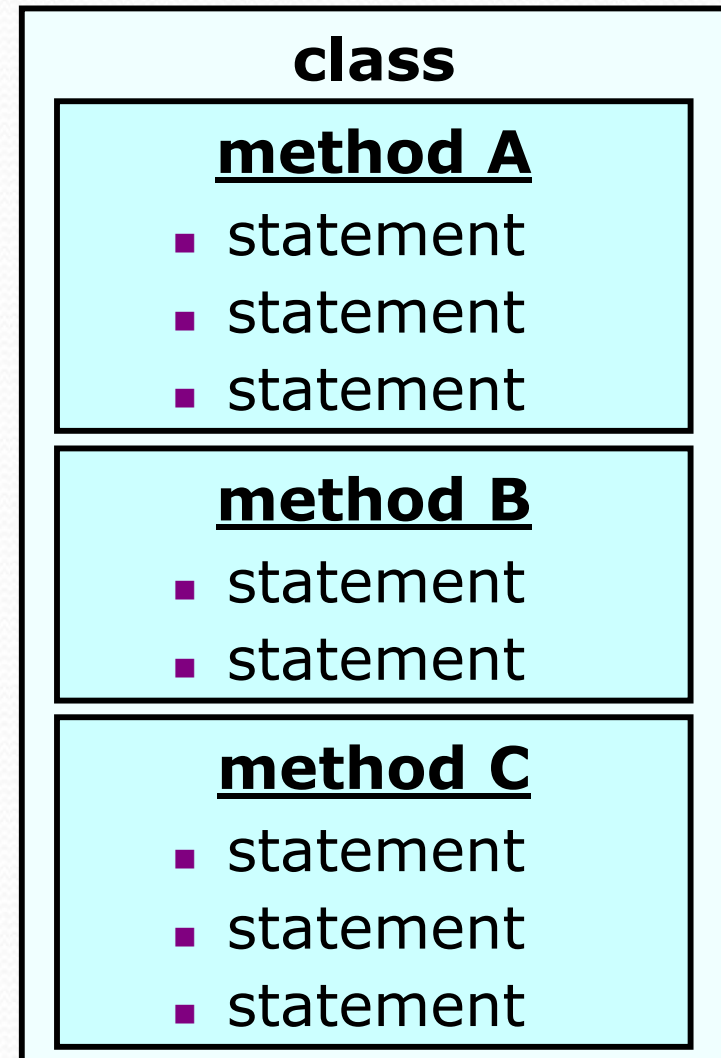 class
method A
▪ statement
▪ statement
▪ statement
method B
▪ statement
▪ statement
method C
▪ statement
▪ statement
▪ statement